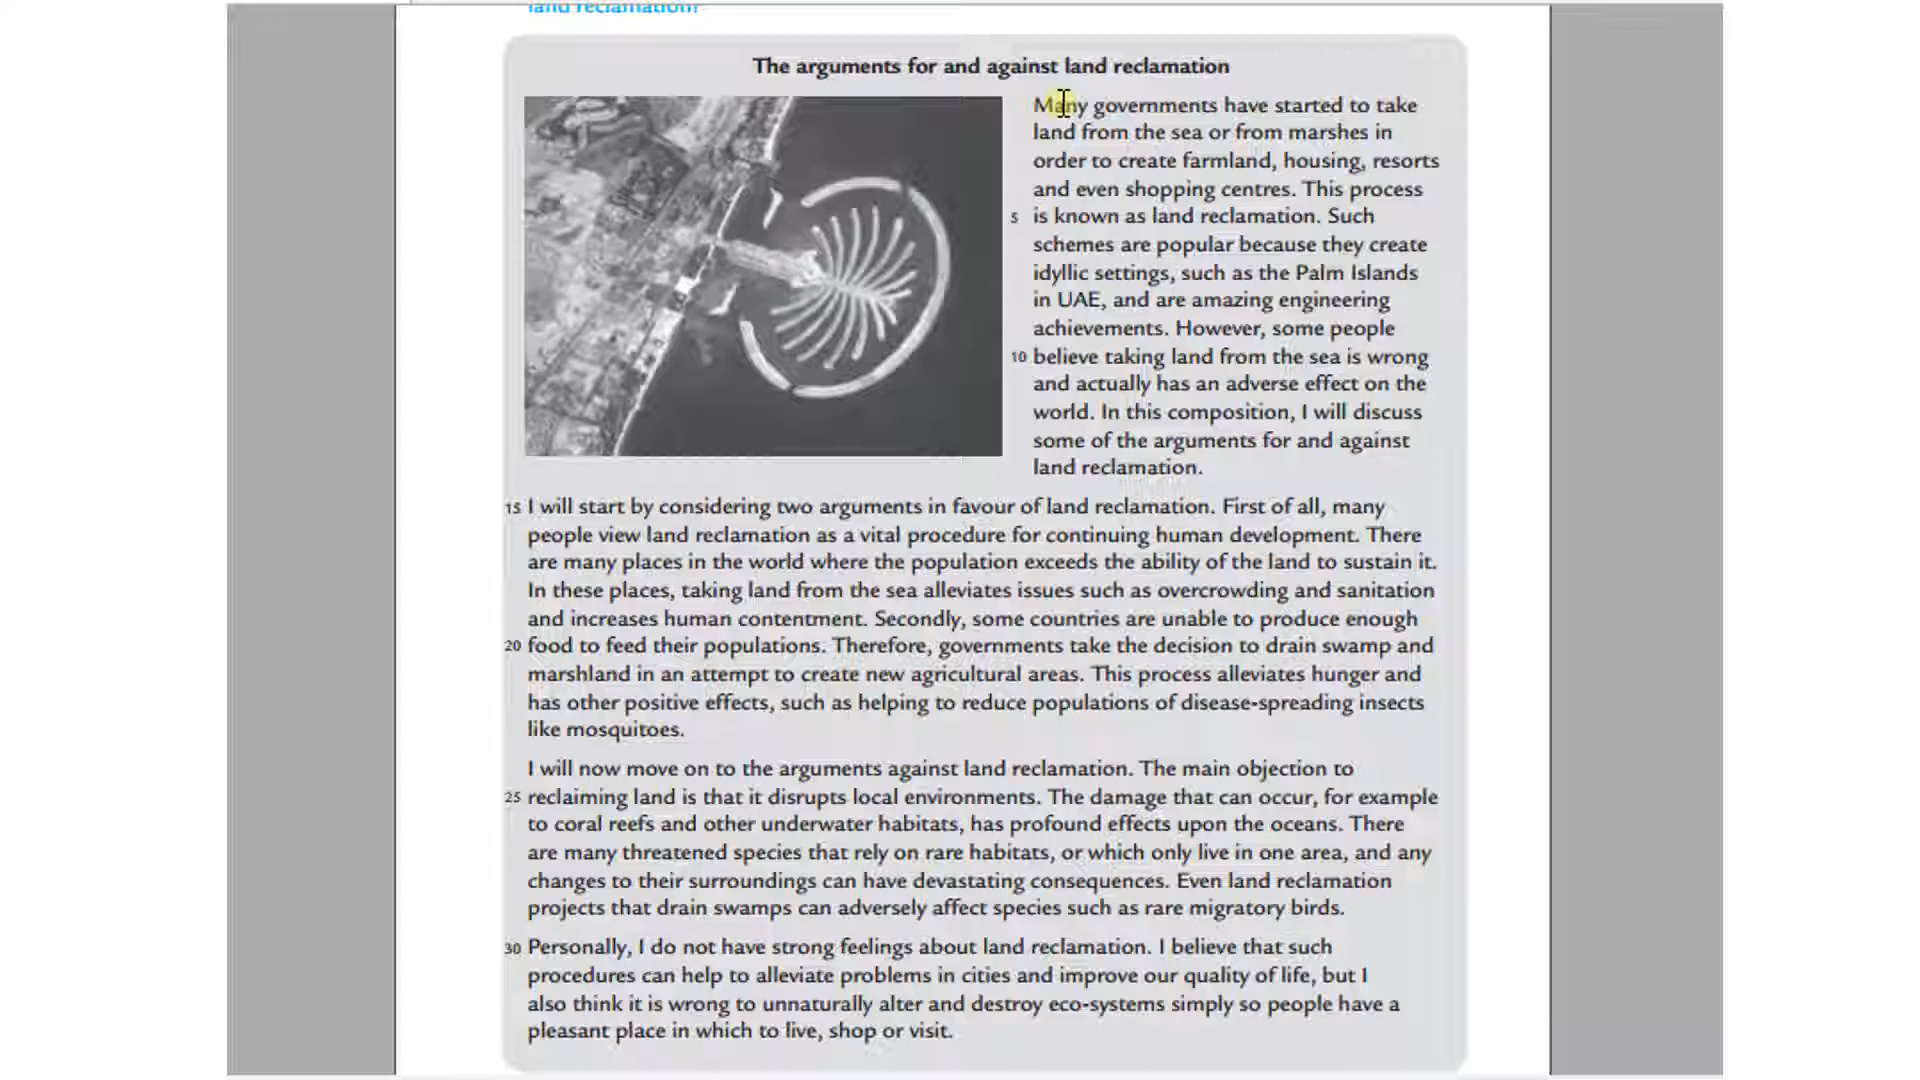 land reclamation?
The arguments for and against land reclamation
Many governments have started to take
land from the sea or from marshes in
order to create farmland, housing, resorts
and even shopping centres. This process
5 is known as land reclamation. Such
schemes are popular because they create
idyllic settings, such as the Palm Islands
in UAE, and are amazing engineering
achievements. However, some people
10 believe taking land from the sea is wrong
and actually has an adverse effect on the
world. In this composition, I will discuss
some of the arguments for and against
land reclamation.
15 I will start by considering two arguments in favour of land reclamation. First of all, many
people view land reclamation as a vital procedure for continuing human development. There
are many places in the world where the population exceeds the ability of the land to sustain it.
In these places, taking land from the sea alleviates issues such as overcrowding and sanitation
and increases human contentment. Secondly, some countries are unable to produce enough
20 food to feed their populations. Therefore, governments take the decision to drain swamp and
marshland in an attempt to create new agricultural areas. This process alleviates hunger and
has other positive effects, such as helping to reduce populations of disease-spreading insects
like mosquitoes.
I will now move on to the arguments against land reclamation. The main objection to
25 reclaiming land is that it disrupts local environments. The damage that can occur, for example
to coral reefs and other underwater habitats, has profound effects upon the oceans. There
are many threatened species that rely on rare habitats, or which only live in one area, and any
changes to their surroundings can have devastating consequences. Even land reclamation
projects that drain swamps can adversely affect species such as rare migratory birds.
30 Personally, I do not have strong feelings about land reclamation. I believe that such
procedures can help to alleviate problems in cities and improve our quality of life, but I
also think it is wrong to unnaturally alter and destroy eco-systems simply so people have a
pleasant place in which to live, shop or visit.